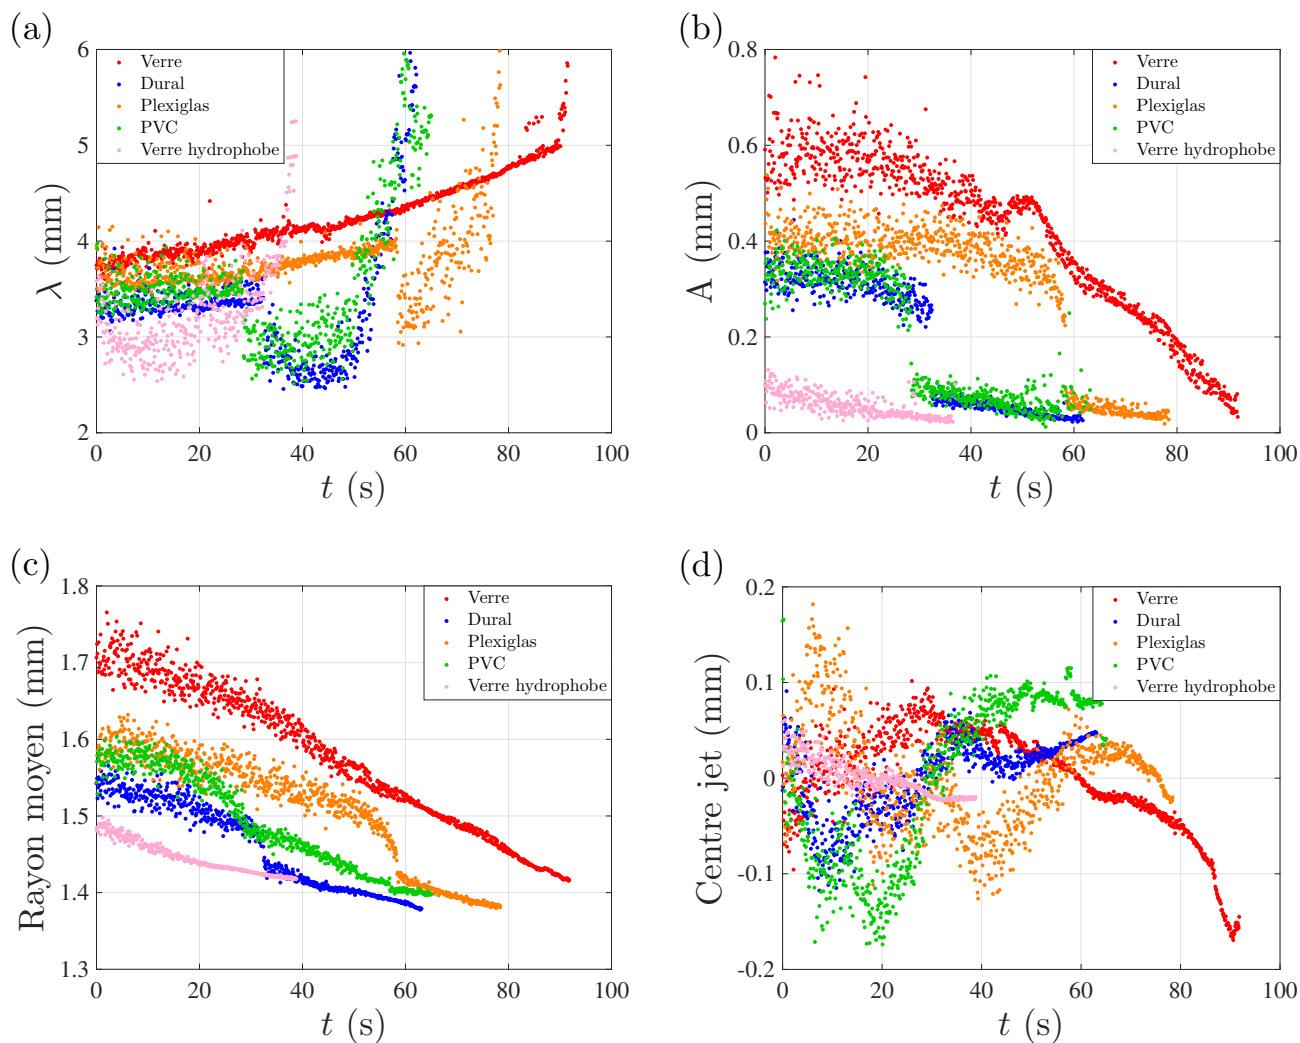 (a)
6
5
4
3
2
λ (mm)
Verre
Dural
Plexiglas
PVC
Verre hydrophobe
0 20 40 60 80 100
t (s)
(b)
0.8
0.6
0.4
0.2
0
A (mm)
Verre
Dural
Plexiglas
PVC
Verre hydrophobe
0 20 40 60 80 100
t (s)
(c)
1.8
1.7
1.6
1.5
1.4
1.3
Rayon moyen (mm)
Verre
Dural
Plexiglas
PVC
Verre hydrophobe
0 20 40 60 80 100
t (s)
(d)
0.2
0.1
0
-0.1
-0.2
Centre jet (mm)
Verre
Dural
Plexiglas
PVC
Verre hydrophobe
0 20 40 60 80 100
t (s)